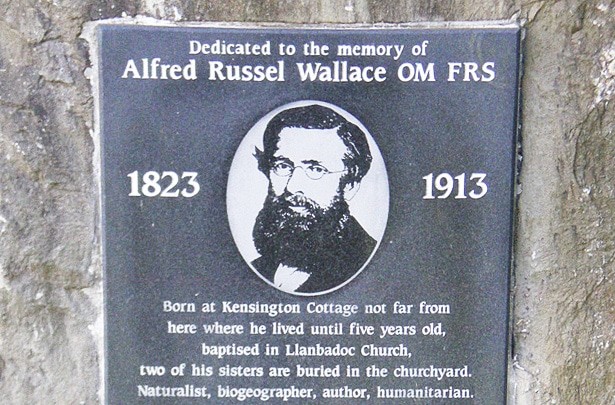 Dedicated to the memory of
Alfred Russel Wallace OM FRS
1823 1913
Born at Kensington Cottage not far from
here where he lived until five years old,
baptised in Llanbadoc Church,
two of his sisters are buried in the churchyard.
Naturalist, biogeographer, author, humanitarian.